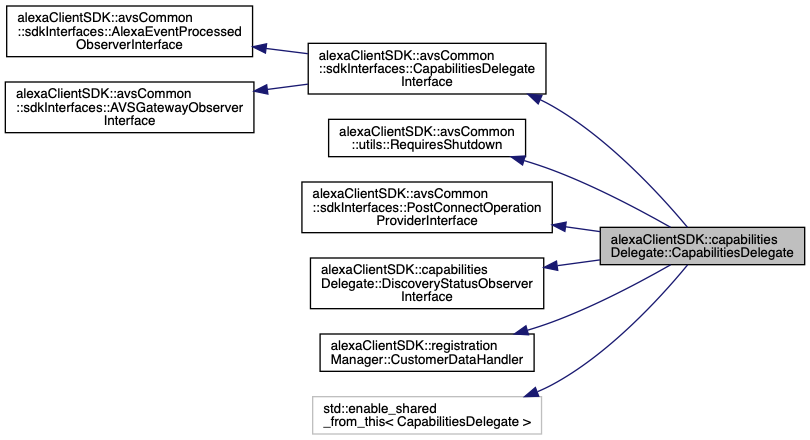 alexaClientSDK::avsCommon
::sdkInterfaces::AlexaEventProcessed
ObserverInterface
alexaClientSDK::avsCommon
::sdkInterfaces::AVSGatewayObserver
Interface
alexaClientSDK::avsCommon
::sdkInterfaces::CapabilitiesDelegate
Interface
alexaClientSDK::avsCommon
::utils::RequiresShutdown
alexaClientSDK::avsCommon
::sdkInterfaces::PostConnectOperation
ProviderInterface
alexaClientSDK::capabilities
Delegate::DiscoveryStatusObserver
Interface
alexaClientSDK::registration
Manager::CustomerDataHandler
std::enable_shared
_from_this< CapabilitiesDelegate >
alexaClientSDK::capabilities
Delegate::CapabilitiesDelegate